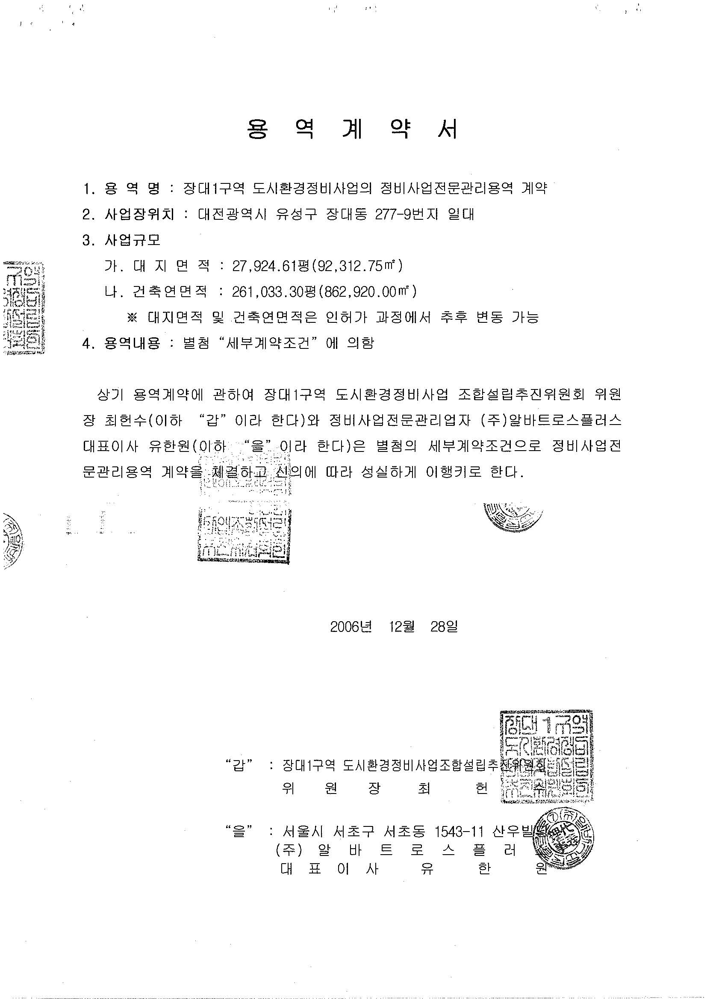 용 역 계 약 서
1. 용 역 명 : 장대1구역 도시환경정비사업의 정비사업전문관리용역 계약
2. 사업장위치 : 대전광역시 유성구 장대동 277-9번지 일대
3. 사업규모
가. 대 지 면 적 : 27,924.61평(92,312.75㎡)
나. 건축연면적 : 261,033.30평(862,920.00㎡)
※ 대지면적 및 건축연면적은 인허가 과정에서 추후 변동 가능
4. 용역내용 : 별첨 “세부계약조건” 에 의함
상기 용역계약에 관하여 장대1구역 도시환경정비사업 조합설립추진위원회 위원
장 최헌수(이하 “갑” 이라 한다)와 정비사업전문관리업자 (주)알바트로스플러스
대표이사 유한원(이하 “을” 이라 한다)은 별첨의 세부계약조건으로 정비사업전
문관리용역 계약을 체결하고 신의에 따라 성실하게 이행키로 한다.
2006년 12월 28일
“갑” : 장대1구역 도시환경정비사업조합설립추진위원회
위 원 장 최 헌 수
“을” : 서울시 서초구 서초동 1543-11 산우빌딩
(주) 알 바 트 로 스 플 러
대 표 이 사 유 한 원